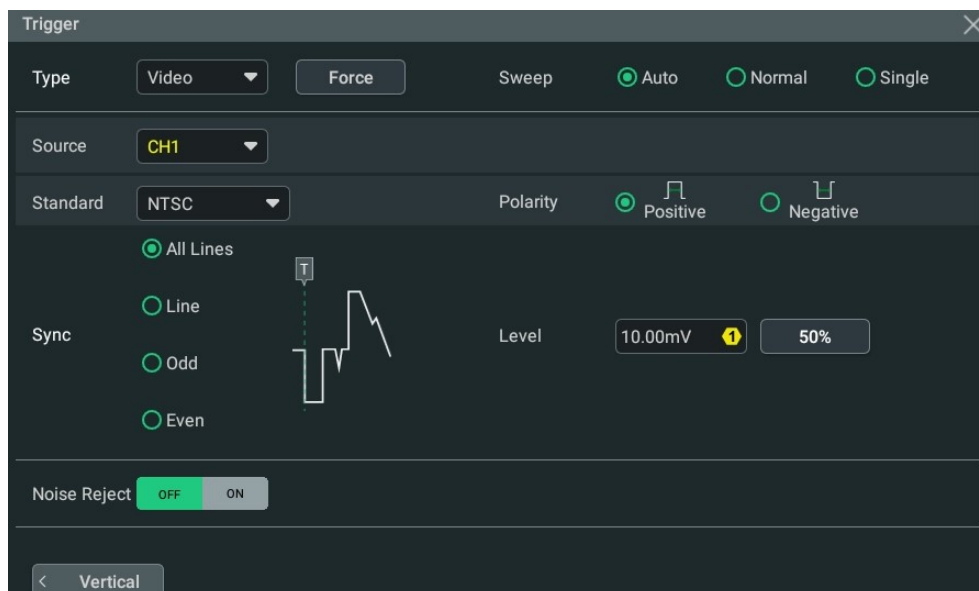 Trigger
Type Video Force Sweep Auto Normal Single
Source CH1
Standard NTSC Polarity Positive Negative
All Lines
T
Line
Sync Level 10.00mV 1 50%
Odd
Even
Noise Reject OFF ON
< Vertical